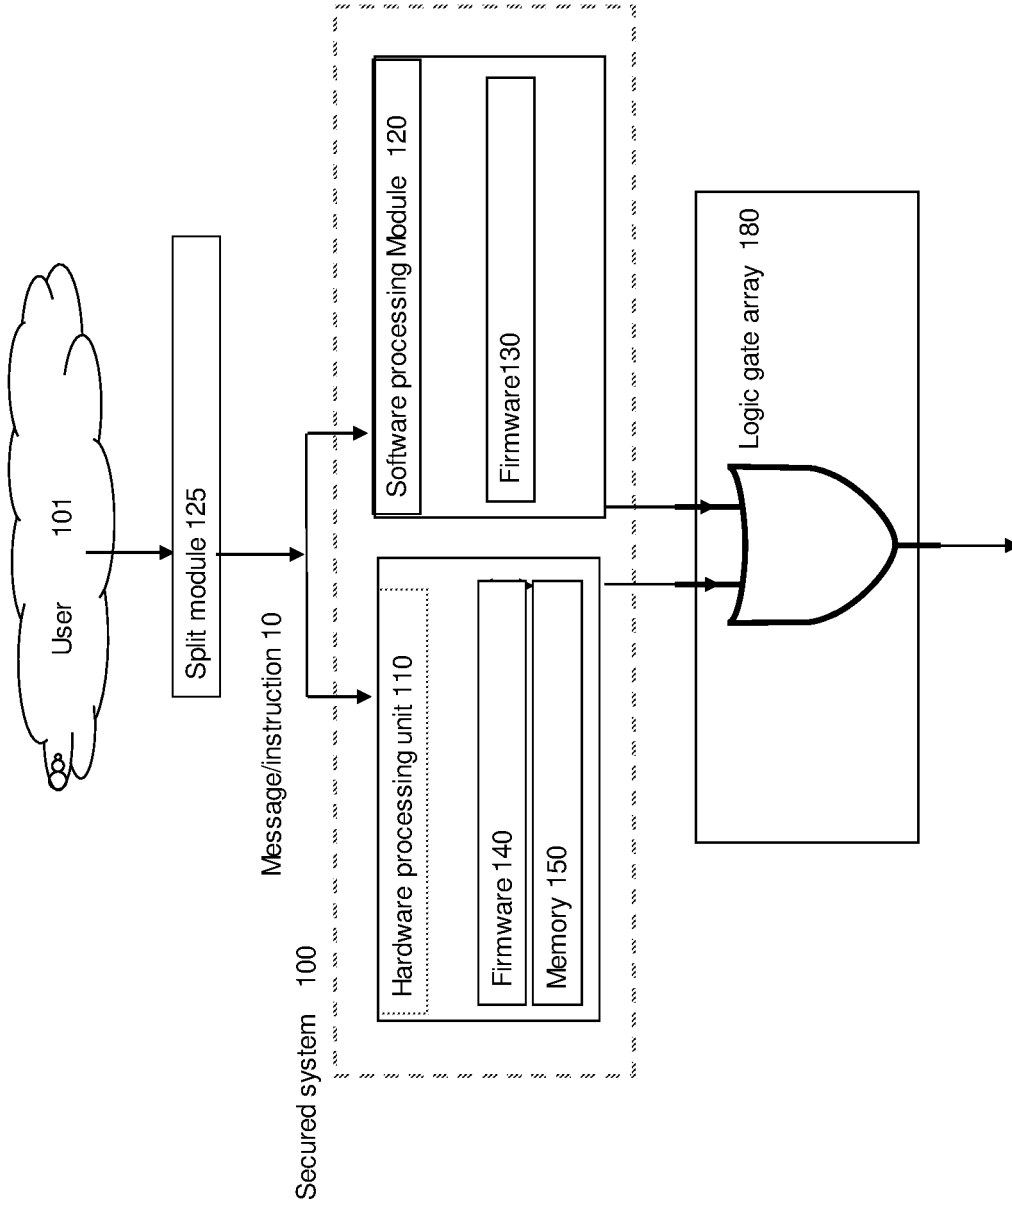 User 101
Split module 125
Message/instruction 10
Secured system 100
Hardware processing unit 110
Firmware 140
Memory 150
Software processing Module 120
Firmware130
Logic gate array 180